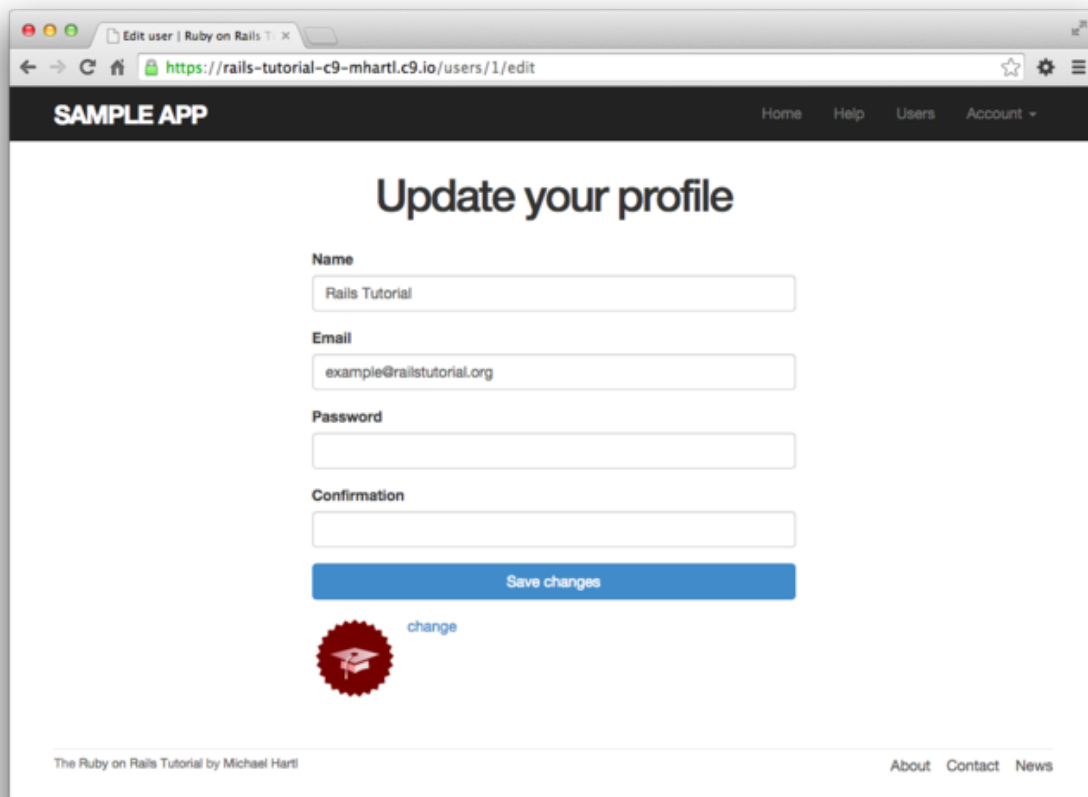 Edit user | Ruby on Rails T
https://rails-tutorial-c9-mhartl.c9.io/users/1/edit
SAMPLE APP
Home Help Users Account
Update your profile
Name
Rails Tutorial
Email
example@railstutorial.org
Password
Confirmation
Save changes
change
The Ruby on Rails Tutorial by Michael Hartl
About Contact News